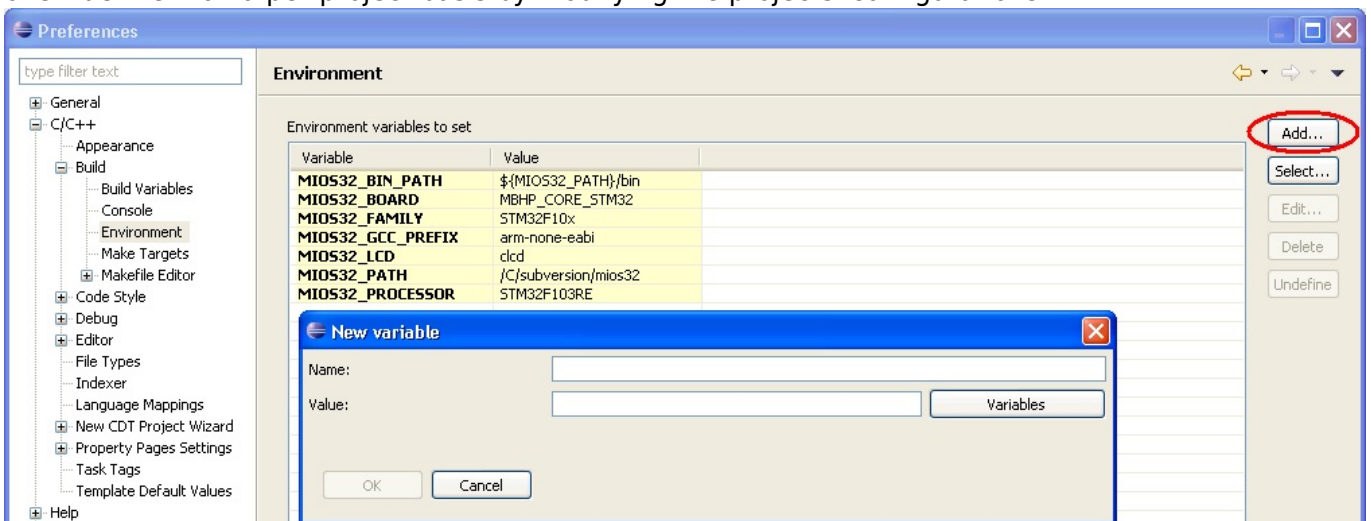 Preferences
type filter text
Environment
General
C/C++
Appearance
Build
Build Variables
Console
Environment
Make Targets
Makefile Editor
Code Style
Debug
Editor
File Types
Indexer
Language Mappings
New CDT Project Wizard
Property Pages Settings
Task Tags
Template Default Values
Help
Environment variables to set
Variable Value
MIOS32_BIN_PATH ${MIOS32_PATH}/bin
MIOS32_BOARD MBHP_CORE_STM32
MIOS32_FAMILY STM32F10x
MIOS32_GCC_PREFIX arm-none-eabi
MIOS32_LCD clcd
MIOS32_PATH /C/subversion/mios32
MIOS32_PROCESSOR STM32F103RE
Add...
Select...
Edit...
Delete
Undefine
New variable
Name:
Value:
Variables
OK Cancel